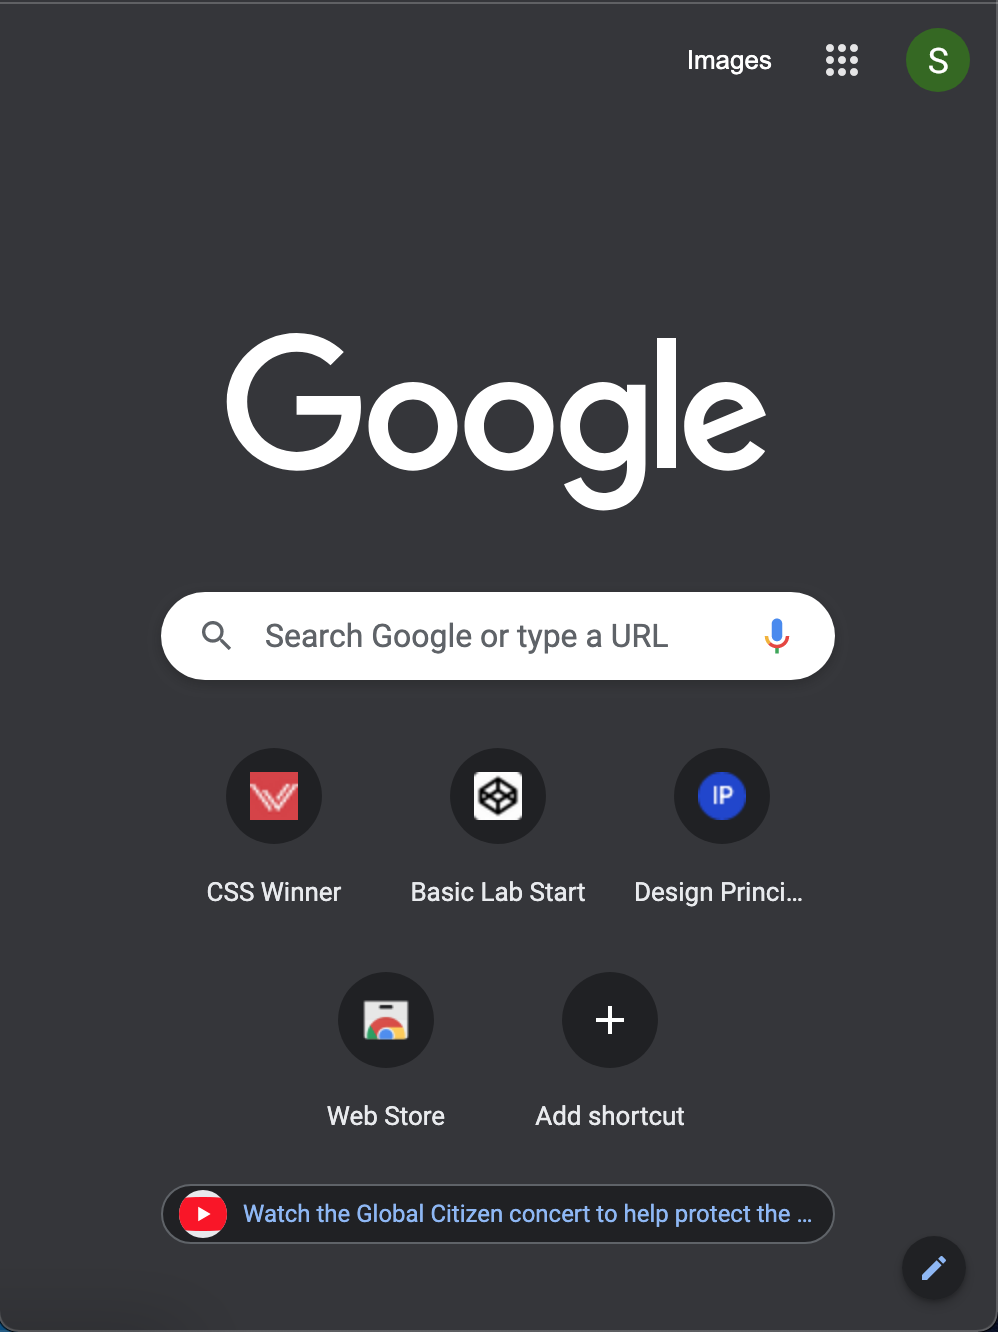 Images
S
Google
Search Google or type a URL
IP
CSS Winner
Basic Lab Start
Design Princi...
Web Store
Add shortcut
Watch the Global Citizen concert to help protect the ...